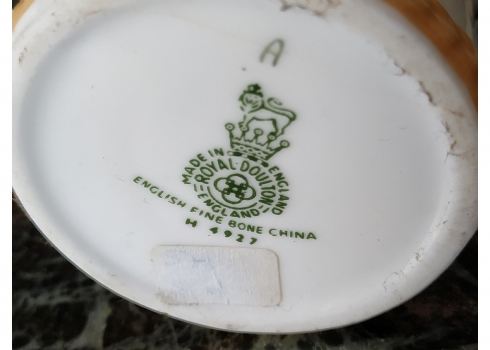 A
MADE IN ENGLAND
ROYAL DOULTON
ENGLAND
ENGLISH FINE BONE CHINA
H 4927